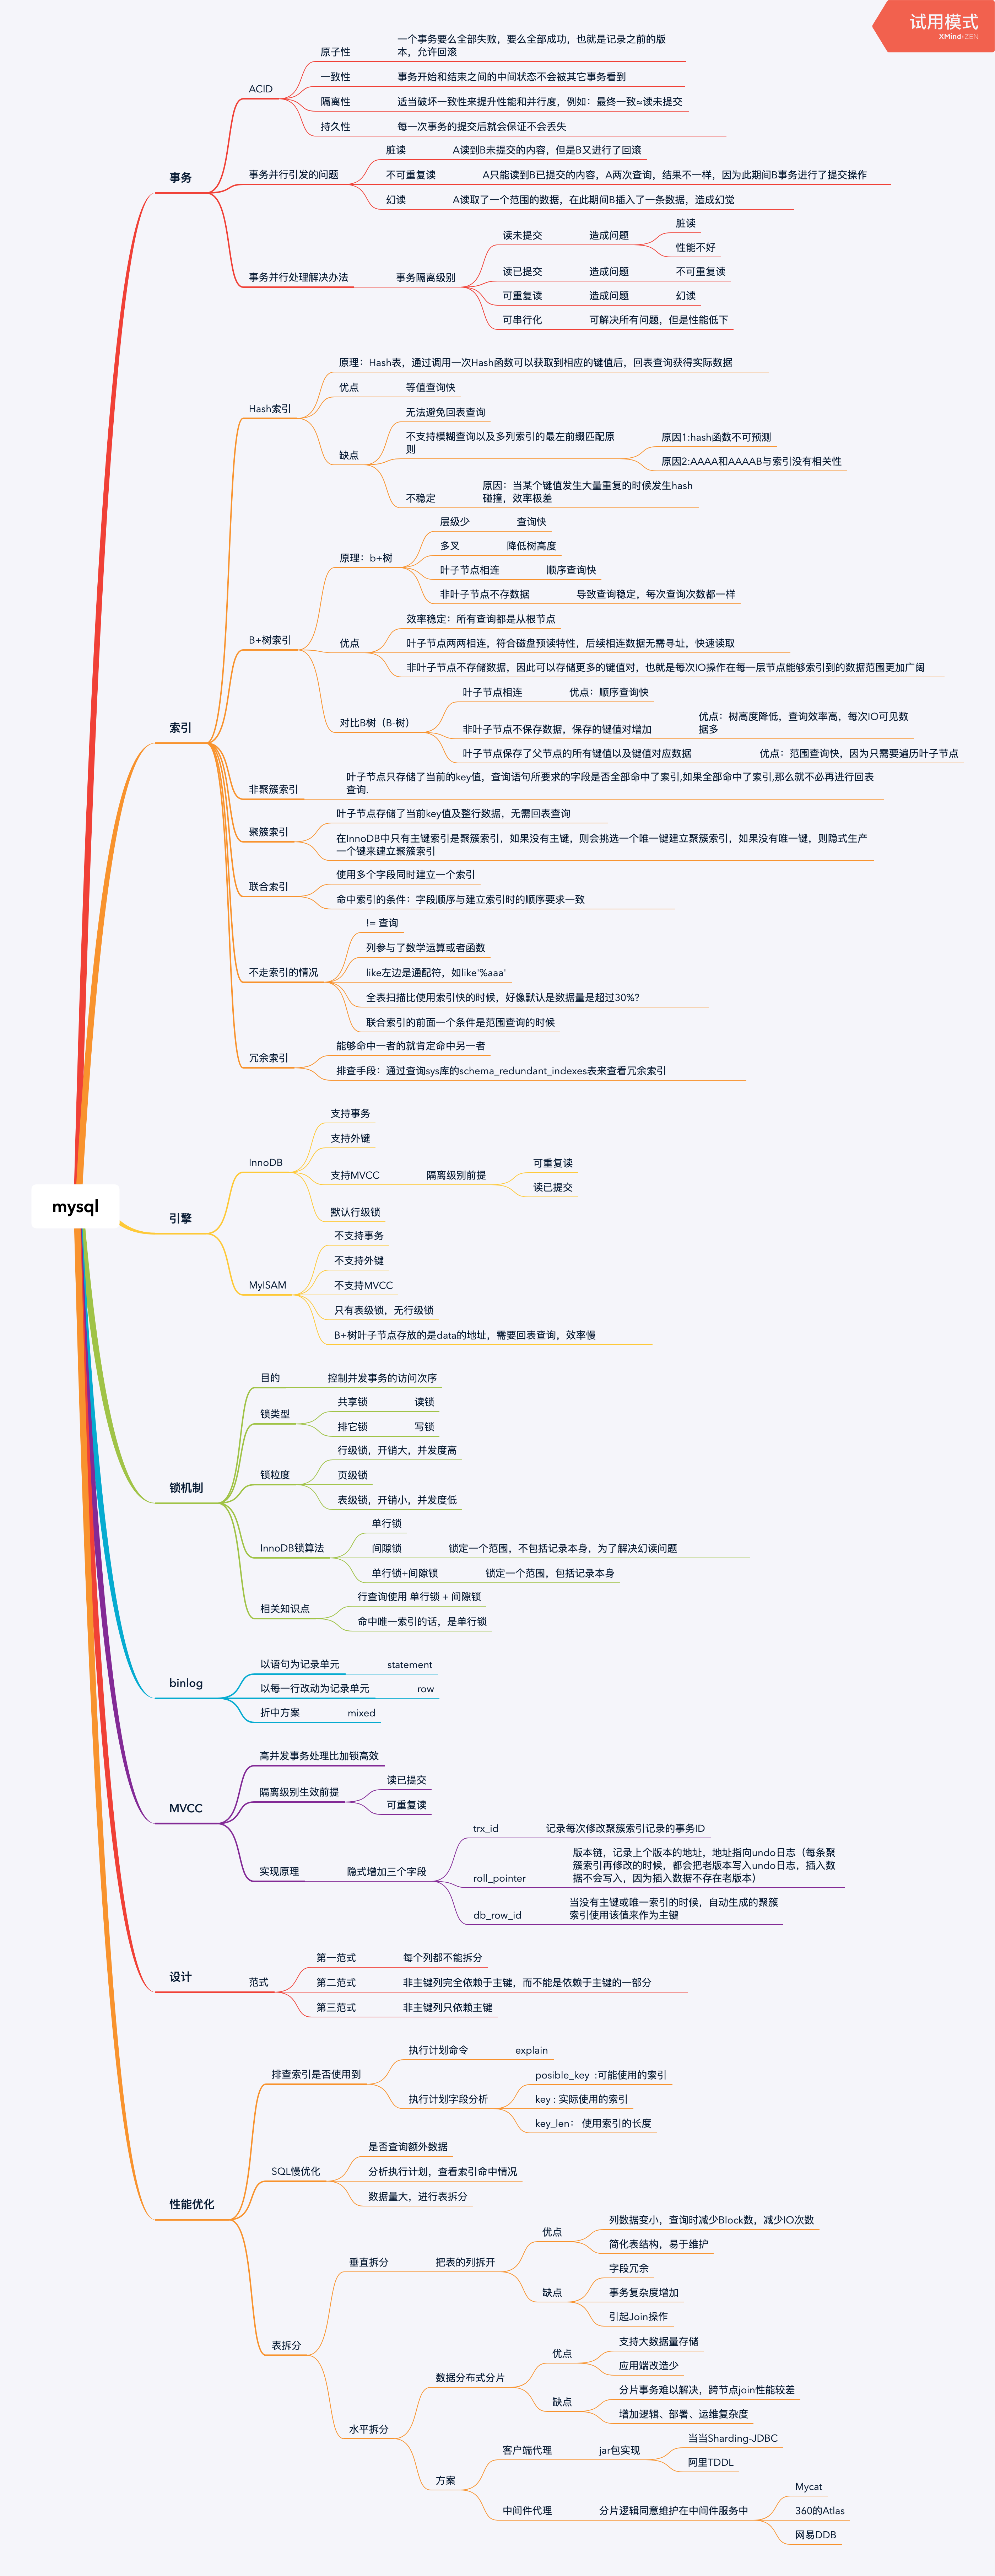 试用模式
XMind:ZEN
mysql
事务
ACID
原子性
一个事务要么全部失败，要么全部成功，也就是记录之前的版
本，允许回滚
一致性
事务开始和结束之间的中间状态不会被其它事务看到
隔离性
适当破坏一致性来提升性能和并行度，例如：最终一致≈读未提交
持久性
每一次事务的提交后就会保证不会丢失
事务并行引发的问题
脏读
A读到B未提交的内容，但是B又进行了回滚
不可重复读
A只能读到B已提交的内容，A两次查询，结果不一样，因为此期间B事务进行了提交操作
幻读
A读取了一个范围的数据，在此期间B插入了一条数据，造成幻觉
事务并行处理解决办法
事务隔离级别
读未提交
造成问题
脏读
性能不好
读已提交
造成问题
不可重复读
可重复读
造成问题
幻读
可串行化
可解决所有问题，但是性能低下
索引
Hash索引
原理：Hash表，通过调用一次Hash函数可以获取到相应的键值后，回表查询获得实际数据
优点
等值查询快
缺点
无法避免回表查询
不支持模糊查询以及多列索引的最左前缀匹配原
则
原因1:hash函数不可预测
原因2:AAAA和AAAAB与索引没有相关性
不稳定
原因：当某个键值发生大量重复的时候发生hash
碰撞，效率极差
B+树索引
原理：b+树
层级少
查询快
多叉
降低树高度
叶子节点相连
顺序查询快
非叶子节点不存数据
导致查询稳定，每次查询次数都一样
优点
效率稳定：所有查询都是从根节点
叶子节点两两相连，符合磁盘预读特性，后续相连数据无需寻址，快速读取
非叶子节点不存储数据，因此可以存储更多的键值对，也就是每次IO操作在每一层节点能够索引到的数据范围更加广阔
对比B树（B-树）
叶子节点相连
优点：顺序查询快
非叶子节点不保存数据，保存的键值对增加
优点：树高度降低，查询效率高，每次IO可见数
据多
叶子节点保存了父节点的所有键值以及键值对应数据
优点：范围查询快，因为只需要遍历叶子节点
非聚簇索引
叶子节点只存储了当前的key值，查询语句所要求的字段是否全部命中了索引,如果全部命中了索引,那么就不必再进行回表
查询.
聚簇索引
叶子节点存储了当前key值及整行数据，无需回表查询
在InnoDB中只有主键索引是聚簇索引，如果没有主键，则会挑选一个唯一键建立聚簇索引，如果没有唯一键，则隐式生产
一个键来建立聚簇索引
联合索引
使用多个字段同时建立一个索引
命中索引的条件：字段顺序与建立索引时的顺序要求一致
不走索引的情况
!= 查询
列参与了数学运算或者函数
like左边是通配符，如like'%aaa'
全表扫描比使用索引快的时候，好像默认是数据量是超过30%?
联合索引的前面一个条件是范围查询的时候
冗余索引
能够命中一者的就肯定命中另一者
排查手段：通过查询sys库的schema_redundant_indexes表来查看冗余索引
引擎
InnoDB
支持事务
支持外键
支持MVCC
隔离级别前提
可重复读
读已提交
默认行级锁
MyISAM
不支持事务
不支持外键
不支持MVCC
只有表级锁，无行级锁
B+树叶子节点存放的是data的地址，需要回表查询，效率慢
锁机制
目的
控制并发事务的访问次序
锁类型
共享锁
读锁
排它锁
写锁
锁粒度
行级锁，开销大，并发度高
页级锁
表级锁，开销小，并发度低
InnoDB锁算法
单行锁
间隙锁
锁定一个范围，不包括记录本身，为了解决幻读问题
单行锁+间隙锁
锁定一个范围，包括记录本身
相关知识点
行查询使用 单行锁 + 间隙锁
命中唯一索引的话，是单行锁
binlog
以语句为记录单元
statement
以每一行改动为记录单元
row
折中方案
mixed
MVCC
高并发事务处理比加锁高效
隔离级别生效前提
读已提交
可重复读
实现原理
隐式增加三个字段
trx_id
记录每次修改聚簇索引记录的事务ID
roll_pointer
版本链，记录上个版本的地址，地址指向undo日志（每条聚
簇索引再修改的时候，都会把老版本写入undo日志，插入数
据不会写入，因为插入数据不存在老版本）
db_row_id
当没有主键或唯一索引的时候，自动生成的聚簇
索引使用该值来作为主键
设计
范式
第一范式
每个列都不能拆分
第二范式
非主键列完全依赖于主键，而不能是依赖于主键的一部分
第三范式
非主键列只依赖主键
性能优化
排查索引是否使用到
执行计划命令
explain
执行计划字段分析
posible_key :可能使用的索引
key : 实际使用的索引
key_len： 使用索引的长度
SQL慢优化
是否查询额外数据
分析执行计划，查看索引命中情况
数据量大，进行表拆分
表拆分
垂直拆分
把表的列拆开
优点
列数据变小，查询时减少Block数，减少IO次数
简化表结构，易于维护
缺点
字段冗余
事务复杂度增加
引起Join操作
水平拆分
数据分布式分片
优点
支持大数据量存储
应用端改造少
缺点
分片事务难以解决，跨节点join性能较差
增加逻辑、部署、运维复杂度
方案
客户端代理
jar包实现
当当Sharding-JDBC
阿里TDDL
中间件代理
分片逻辑同意维护在中间件服务中
Mycat
360的Atlas
网易DDB